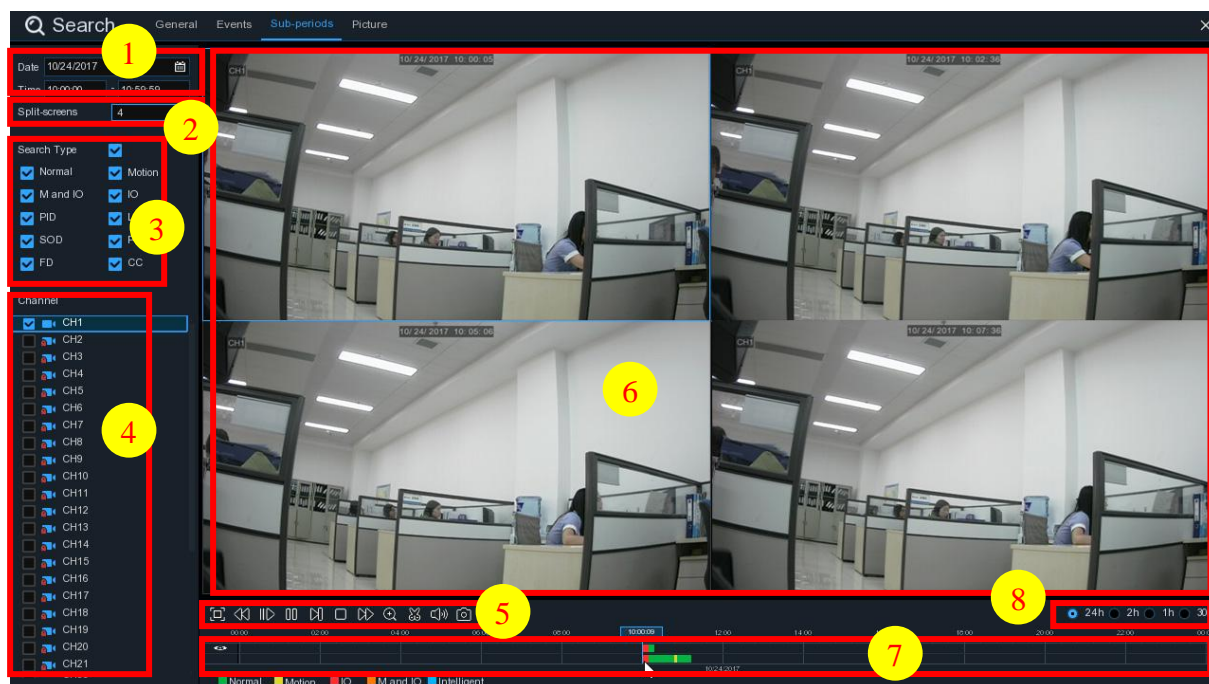 Search General Events Sub-periods Picture
1
Date 10/24/2017
Time 10:00:00 - 10:59:59
Split-screens 4
2
Search Type
Normal Motion
M and IO IO
PID
SOD
3
FD CC
Channel
CH1
CH2
CH3
CH4
CH5
CH6
CH7
CH8
CH9
CH10
CH11
CH12
CH13
CH14
CH15
CH16
CH17
CH18
CH19
CH20
CH21
4
10/24/2017 10:00:05
CH1
10/24/2017 10:02:36
CH1
10/24/2017 10:05:06
CH1
10/24/2017 10:07:36
CH1
6
5
8
24h 2h 1h 30
00:00 02:00 04:00 06:00 08:00 10:00:09 12:00 14:00 18:00 20:00 22:00
7
10/24/2017
Normal Motion IO M and IO Intelligent